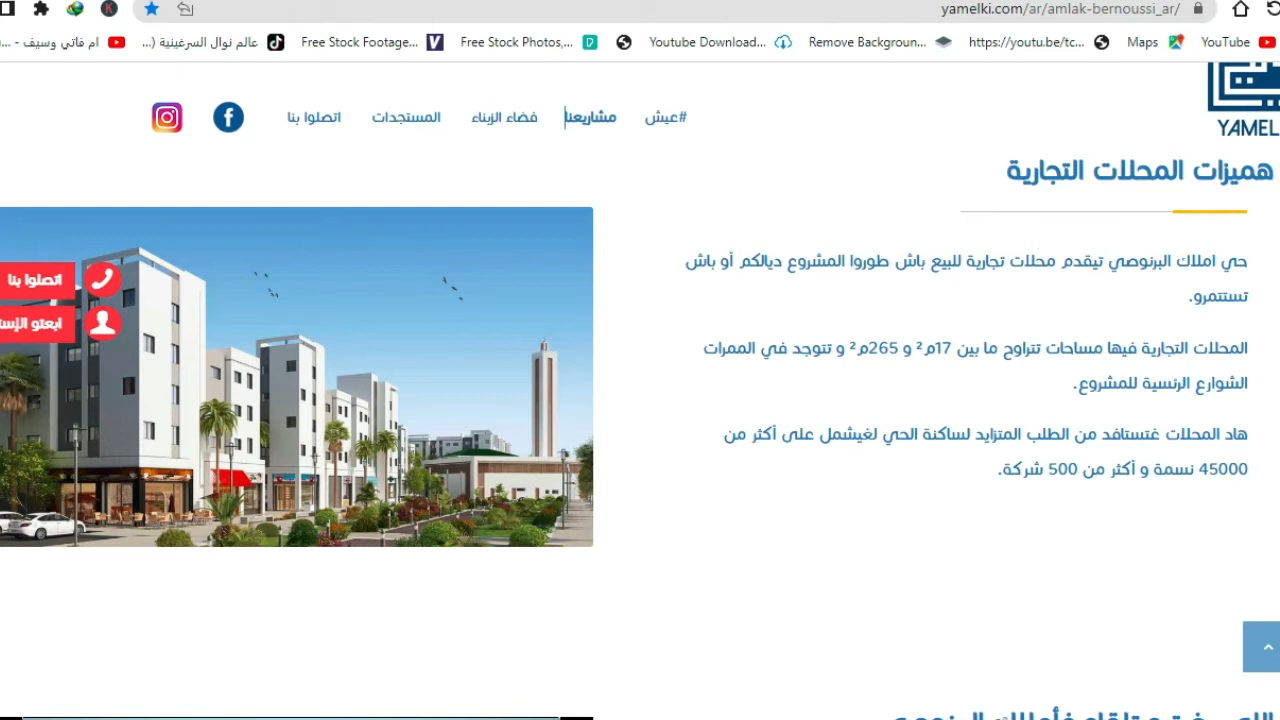 yamelki.com/ar/amlak-bernoussi_ar/
YouTube
Maps
https://youtu.be/tc...
Remove Backgroun...
Youtube Download...
Free Stock Photos,...
Free Stock Footage...
عالم نوال السرغينية (...
ام فاتي وسيف - ...
YAMEL
#عيش
مشاريعنا
فضاء الزبناء
المستجدات
اتصلوا بنا
هميزات المحلات التجارية
حي املاك البرنوصي تيقدم محلات تجارية للبيع باش طوروا المشروع ديالكم أو باش
تستتمرو.
المحلات التجارية فيها مساحات تتراوح ما بين 17م² و 265م² و تتوجد في الممرات
الشوارع الرئسية للمشروع.
هاد المحلات غتستافد من الطلب المتزايد لساكنة الحي لغيشمل على أكثر من
45000 نسمة و أكثر من 500 شركة.
اتصلوا بنا
ابعتو الإست